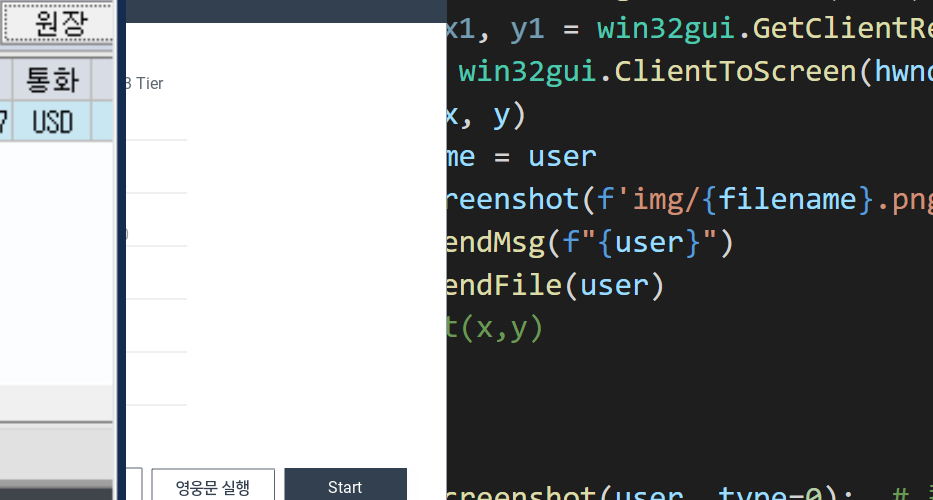 원장
통화
7 USD
3 Tier
영웅문 실행
Start
x1, y1 = win32gui.GetClientRe
win32gui.ClientToScreen(hwnd
x, y)
me = user
reenshot(f'img/{filename}.png
endMsg(f"{user}")
endFile(user)
t(x,y)
creenshot(user, type=0): #